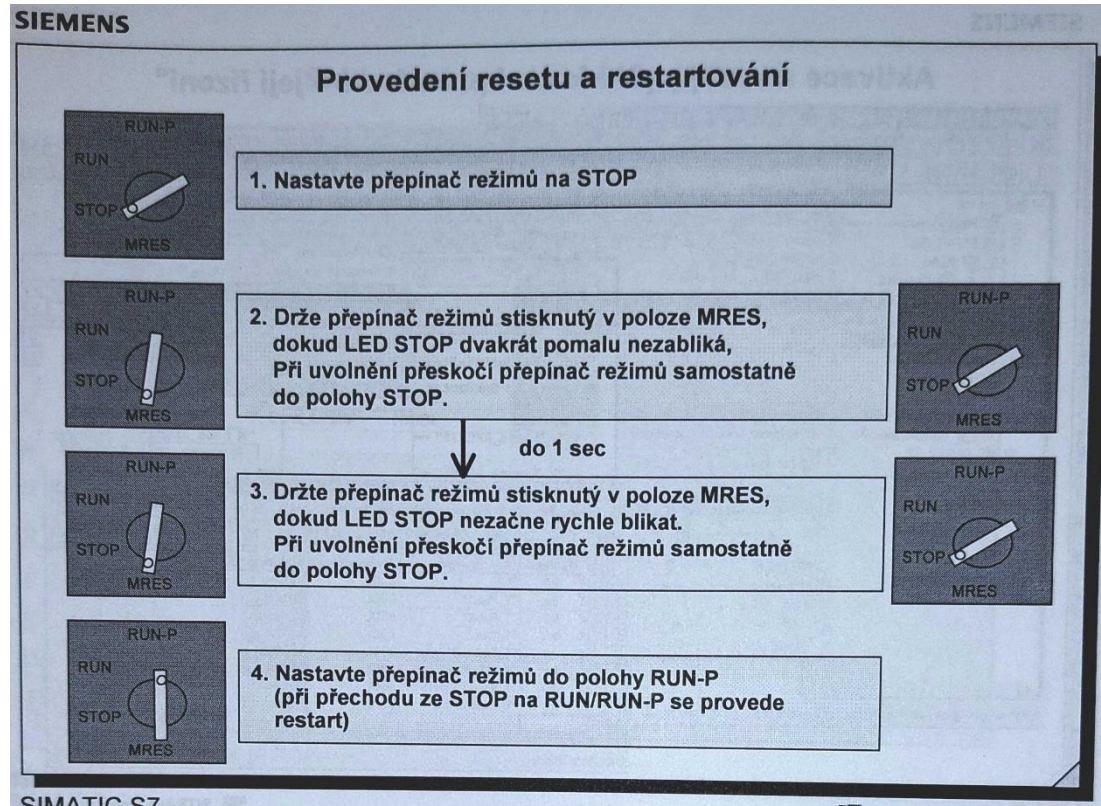 SIEMENS
Provedení resetu a restartování
RUN-P
RUN
STOP
MRES
1. Nastavte přepínač režimů na STOP
RUN-P
RUN
STOP
MRES
2. Drže přepínač režimů stisknutý v poloze MRES,
dokud LED STOP dvakrát pomalu nezabliká,
Při uvolnění přeskočí přepínač režimů samostatně
do polohy STOP.
RUN-P
RUN
STOP
MRES
do 1 sec
RUN-P
RUN
STOP
MRES
3. Držte přepínač režimů stisknutý v poloze MRES,
dokud LED STOP nezačne rychle blikat.
Při uvolnění přeskočí přepínač režimů samostatně
do polohy STOP.
RUN-P
RUN
STOP
MRES
RUN-P
RUN
STOP
MRES
4. Nastavte přepínač režimů do polohy RUN-P
(při přechodu ze STOP na RUN/RUN-P se provede
restart)
SIMATIC S7